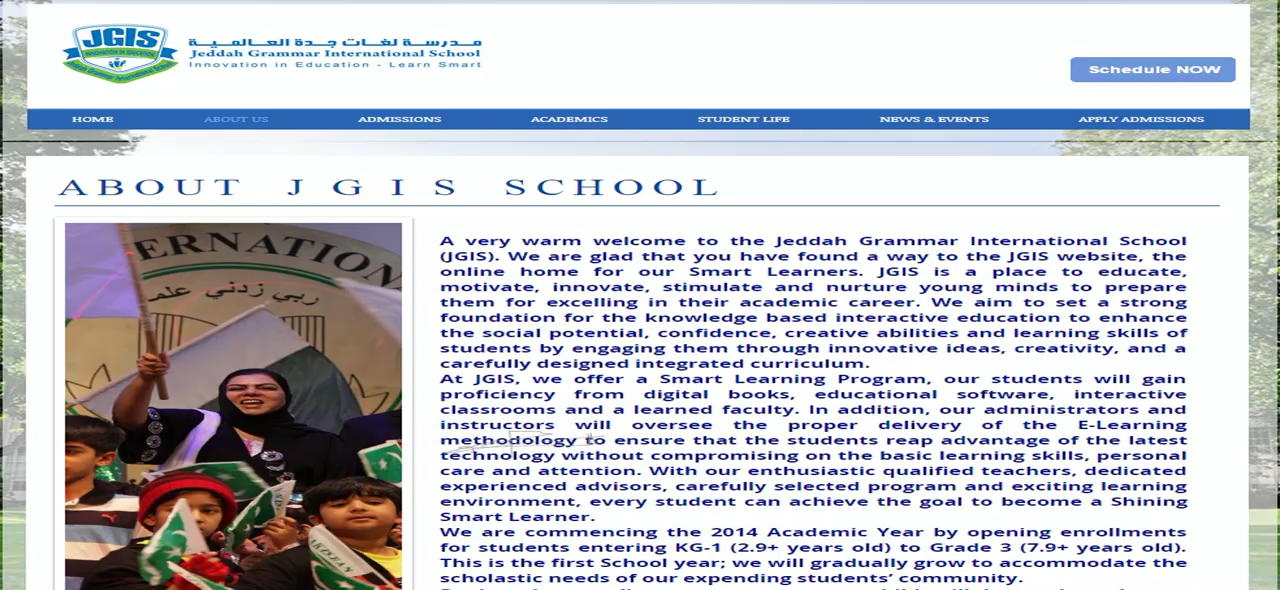 JGIS
INNOVATION IN EDUCATION
Jeddah Grammar International School
مدرسة لغات جدة العالمية
Jeddah Grammar International School
Innovation in Education - Learn Smart
Schedule NOW
HOME ABOUT US ADMISSIONS ACADEMICS STUDENT LIFE NEWS & EVENTS APPLY ADMISSIONS
ABOUT JGIS SCHOOL
ERNATION
ربي زدني علما
A very warm welcome to the Jeddah Grammar International School
(JGIS). We are glad that you have found a way to the JGIS website, the
online home for our Smart Learners. JGIS is a place to educate,
motivate, innovate, stimulate and nurture young minds to prepare
them for excelling in their academic career. We aim to set a strong
foundation for the knowledge based interactive education to enhance
the social potential, confidence, creative abilities and learning skills of
students by engaging them through innovative ideas, creativity, and a
carefully designed integrated curriculum.
At JGIS, we offer a Smart Learning Program, our students will gain
proficiency from digital books, educational software, interactive
classrooms and a learned faculty. In addition, our administrators and
instructors will oversee the proper delivery of the E-Learning
methodology to ensure that the students reap advantage of the latest
technology without compromising on the basic learning skills, personal
care and attention. With our enthusiastic qualified teachers, dedicated
experienced advisors, carefully selected program and exciting learning
environment, every student can achieve the goal to become a Shining
Smart Learner.
We are commencing the 2014 Academic Year by opening enrollments
for students entering KG-1 (2.9+ years old) to Grade 3 (7.9+ years old).
This is the first School year; we will gradually grow to accommodate the
scholastic needs of our expending students’ community.